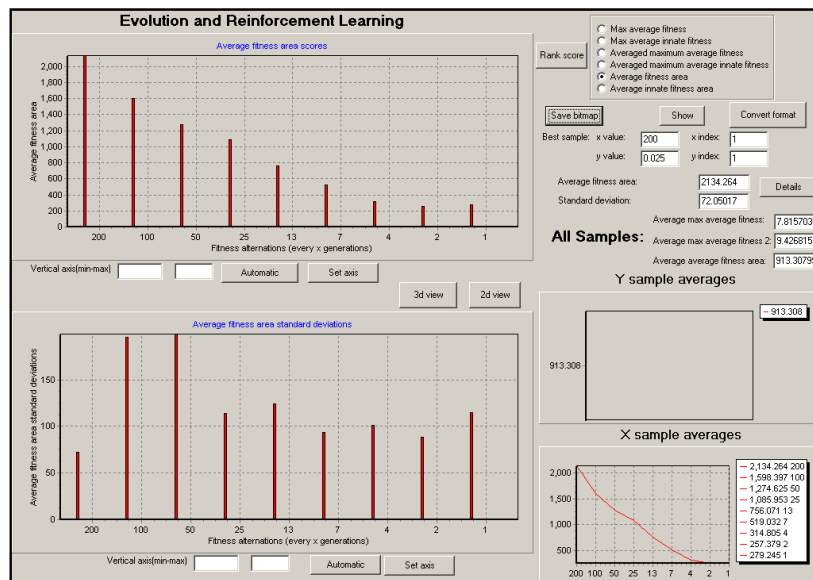 Evolution and Reinforcement Learning
Average fitness area scores
Average fitness area
2,000
1,800
1,600
1,400
1,200
1,000
800
600
400
200
0
200 100 50 25 13 7 4 2 1
Fitness alternations (every x generations)
Vertical axis(min-max)
Automatic
Set axis
3d view
2d view
Average fitness area standard deviations
Average fitness area standard deviations
150
100
50
0
200 100 50 25 13 7 4 2 1
Fitness alternations (every x generations)
Vertical axis(min-max)
Automatic
Set axis
Rank score
Max average fitness
Max average innate fitness
Averaged maximum average fitness
Averaged maximum average innate fitness
Average fitness area
Average innate fitness area
Save bitmap
Show
Convert format
Best sample: x value: 200 x index: 1
y value: 0.025 y index: 1
Average fitness area: 2134.264
Standard deviation: 72.05017
Details
All Samples:
Average max average fitness: 7.815703
Average max average fitness 2: 9.426815
Average average fitness area: 913.3079
Y sample averages
913.308
913.308
X sample averages
2,000
1,500
1,000
500
200 100 50 25 13 7 4 2 1
2,134.264 200
1,598.397 100
1,274.625 50
1,085.953 25
756.071 13
519.032 7
314.805 4
257.379 2
279.245 1